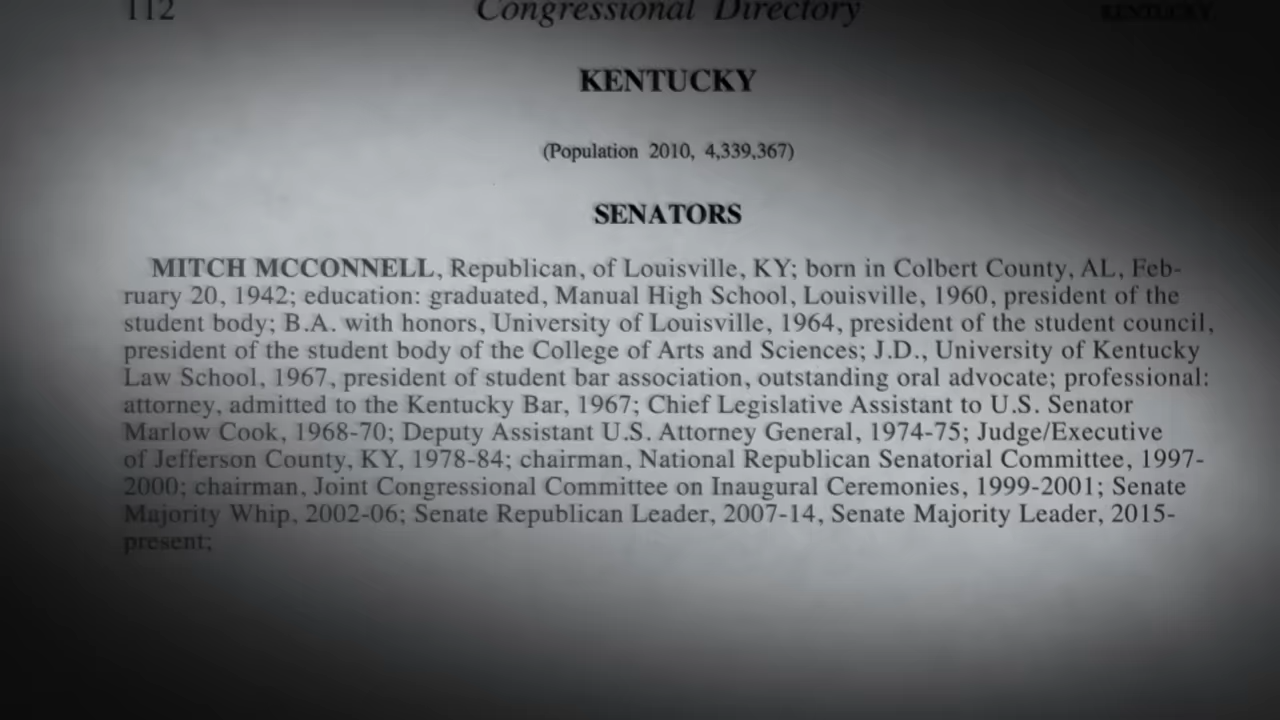 112 Congressional Directory KENTUCKY
KENTUCKY
(Population 2010, 4,339,367)
SENATORS
MITCH MCCONNELL, Republican, of Louisville, KY; born in Colbert County, AL, Feb-
ruary 20, 1942; education: graduated, Manual High School, Louisville, 1960, president of the
student body; B.A. with honors, University of Louisville, 1964, president of the student council,
president of the student body of the College of Arts and Sciences; J.D., University of Kentucky
Law School, 1967, president of student bar association, outstanding oral advocate; professional:
attorney, admitted to the Kentucky Bar, 1967; Chief Legislative Assistant to U.S. Senator
Marlow Cook, 1968-70; Deputy Assistant U.S. Attorney General, 1974-75; Judge/Executive
of Jefferson County, KY, 1978-84; chairman, National Republican Senatorial Committee, 1997-
2000; chairman, Joint Congressional Committee on Inaugural Ceremonies, 1999-2001; Senate
Majority Whip, 2002-06; Senate Republican Leader, 2007-14, Senate Majority Leader, 2015-
present;